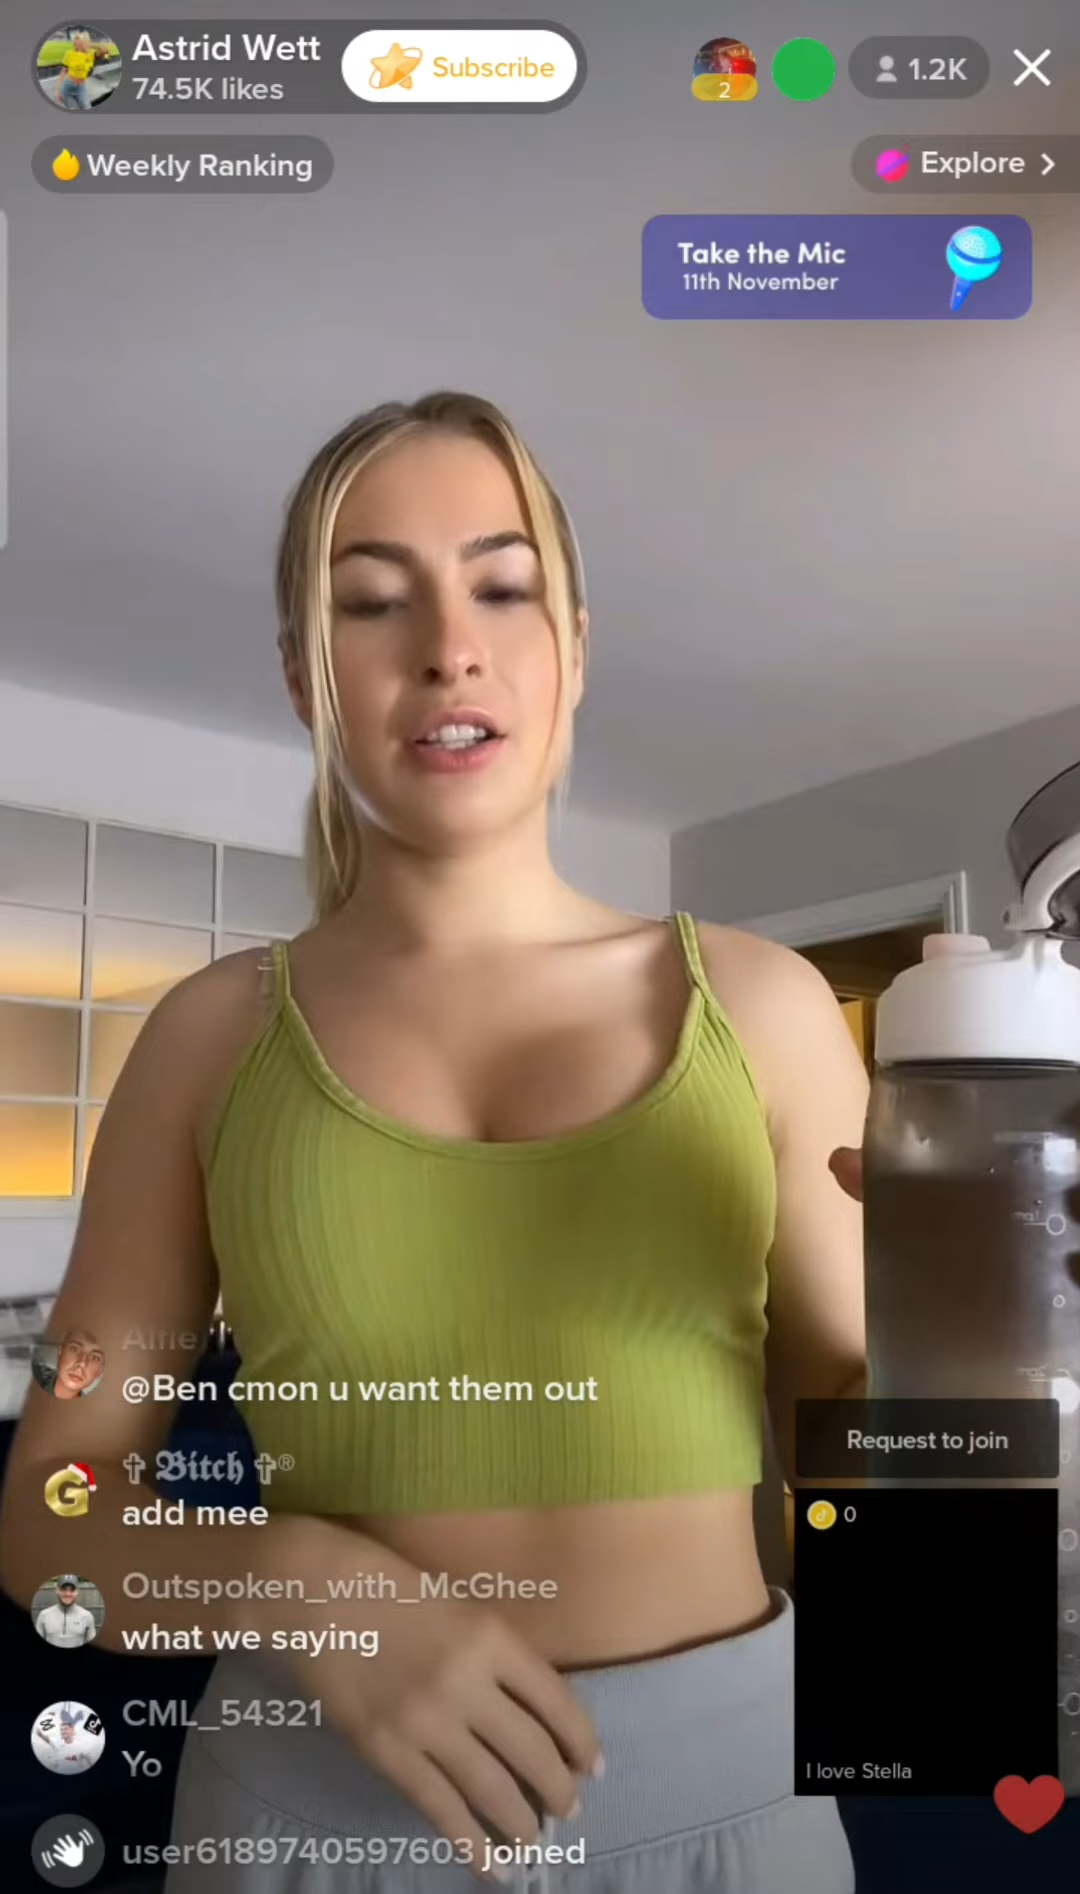 Astrid Wett
74.5K likes
Subscribe
2
1.2K
Weekly Ranking
Explore
Take the Mic
11th November
Alfie
@Ben cmon u want them out
✞ 𝕭𝖎𝖙𝖈𝖍 ✞®
add mee
Outspoken_with_McGhee
what we saying
CML_54321
Yo
user6189740597603 joined
Request to join
0
I love Stella